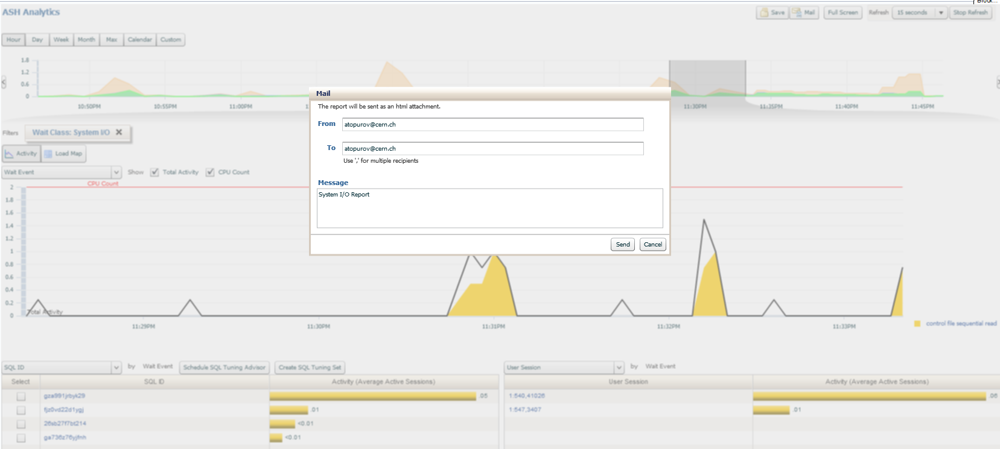 Block...
ASH Analytics
Save Mail Full Screen Refresh 15 seconds Stop Refresh
Hour Day Week Month Max Calendar Custom
1.8
1.2
0.6
0
10:50PM 10:55PM 11:00PM 11:30PM 11:35PM 11:40PM 11:45PM
Mail
The report will be sent as an html attachment.
From atopurov@cern.ch
To atopurov@cern.ch
Use ',' for multiple recipients
Message
System I/O Report
Send Cancel
Filters Wait Class: System I/O
Activity Load Map
Wait Event Show Total Activity CPU Count
CPU Count
2
1.8
1.6
1.4
1.2
1
0.8
0.6
0.4
0.2
0
Total Activity
11:29PM 11:30PM 11:31PM 11:32PM 11:33PM
control file sequential read
SQL ID by Wait Event Schedule SQL Tuning Advisor Create SQL Tuning Set
Select SQL ID Activity (Average Active Sessions)
gza991jrbyk29 .05
fjz0vd22d1ygj .01
26sb27f7bt214 <0.01
ga736z76yjfnh <0.01
User Session by Wait Event
User Session Activity (Average Active Sessions)
1:540,41026 .06
1:547,3407 .01